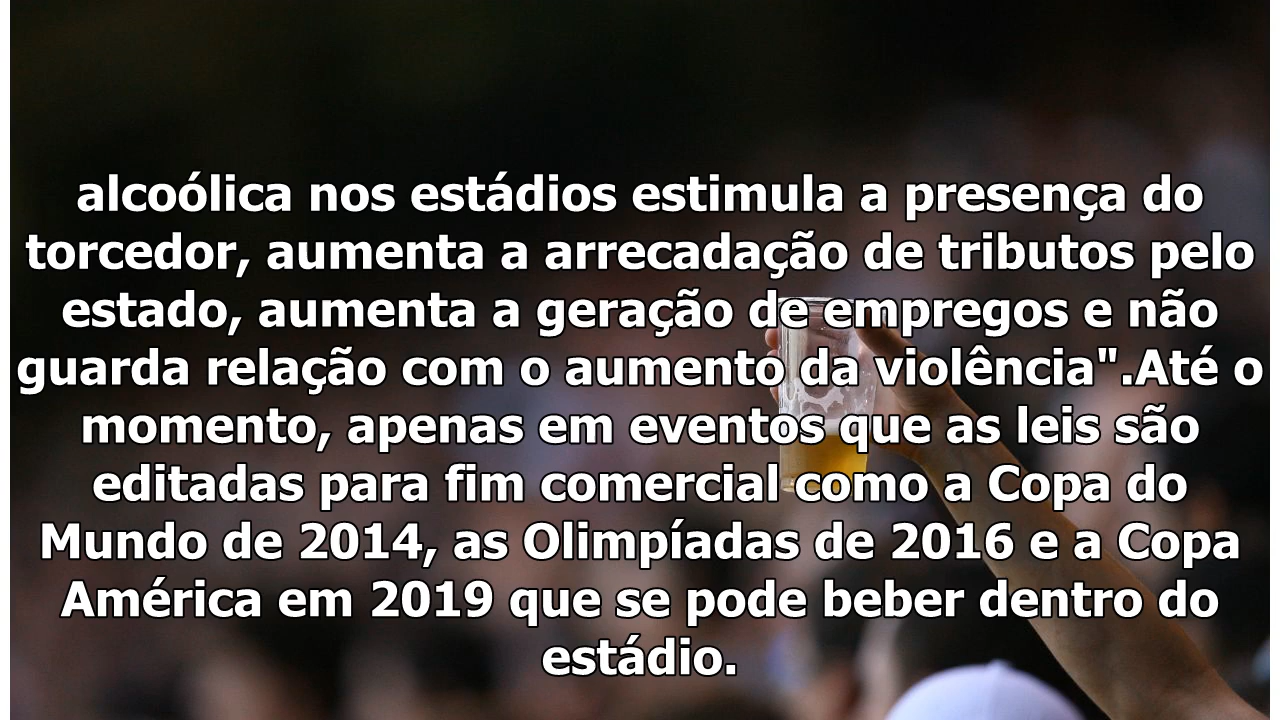 alcoólica nos estádios estimula a presença do
torcedor, aumenta a arrecadação de tributos pelo
estado, aumenta a geração de empregos e não
guarda relação com o aumento da violência".Até o
momento, apenas em eventos que as leis são
editadas para fim comercial como a Copa do
Mundo de 2014, as Olimpíadas de 2016 e a Copa
América em 2019 que se pode beber dentro do
estádio.